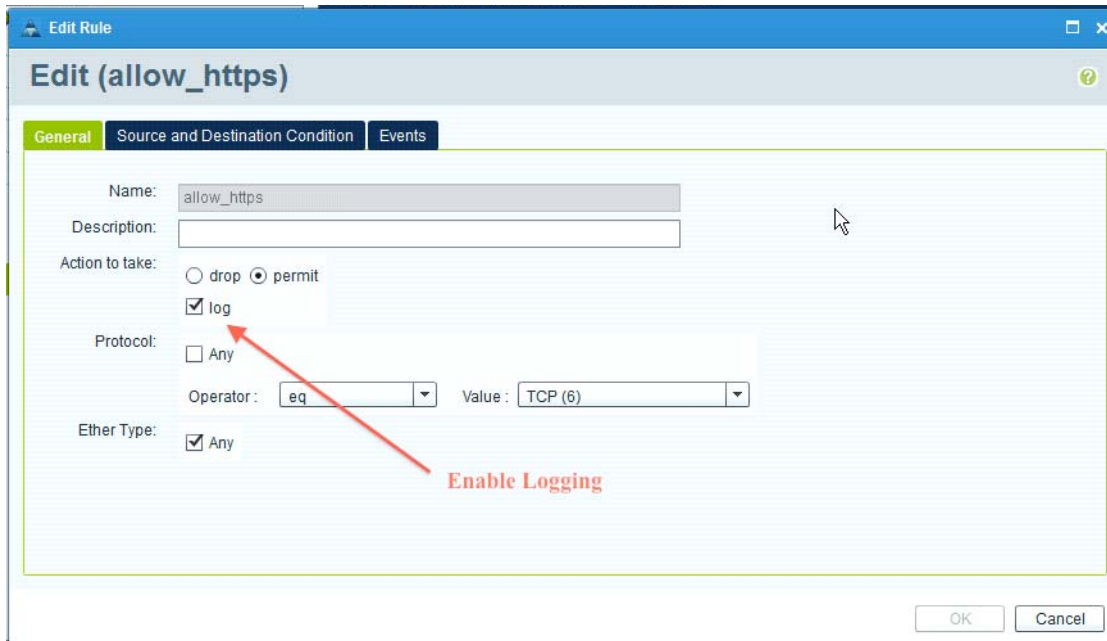 Edit Rule
Edit (allow_https)
?
General Source and Destination Condition Events
Name: allow_https
Description:
Action to take: drop permit
log
Protocol: Any
Operator : eq Value : TCP (6)
Ether Type: Any
Enable Logging
OK Cancel